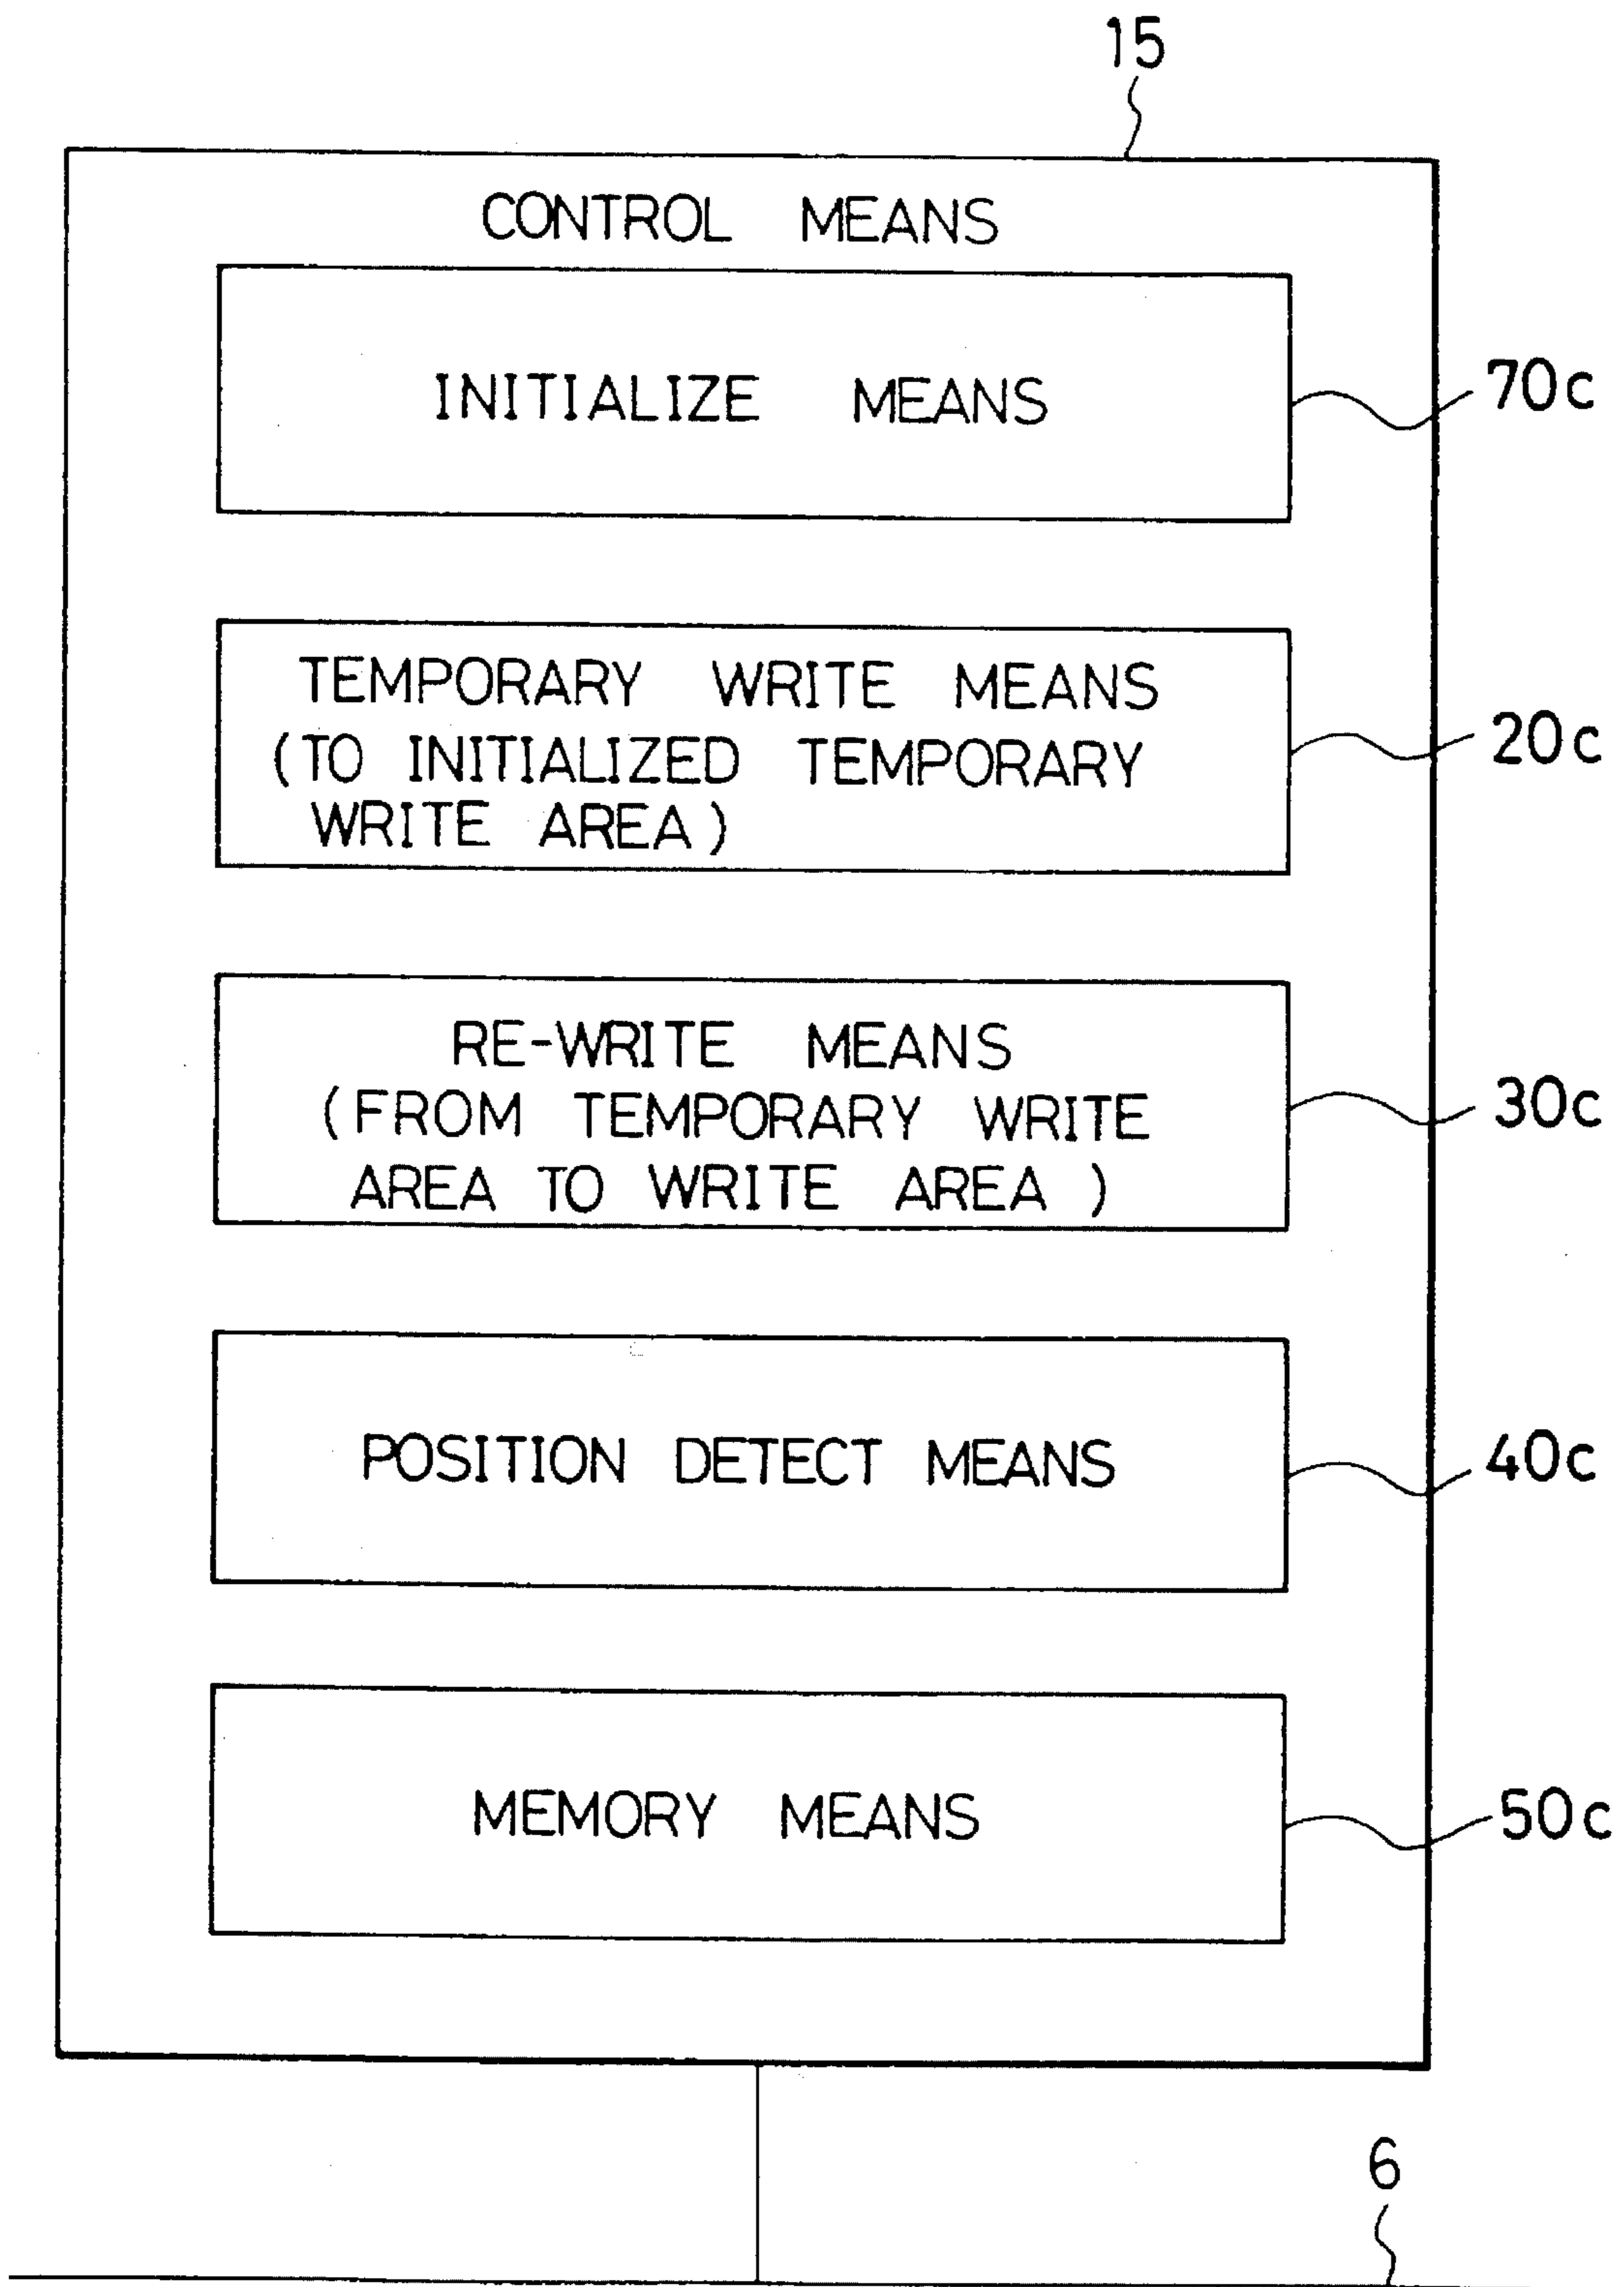 15
CONTROL MEANS
INITIALIZE MEANS
70c
TEMPORARY WRITE MEANS
(TO INITIALIZED TEMPORARY
WRITE AREA)
20c
RE-WRITE MEANS
(FROM TEMPORARY WRITE
AREA TO WRITE AREA )
30c
POSITION DETECT MEANS
40c
MEMORY MEANS
50c
6